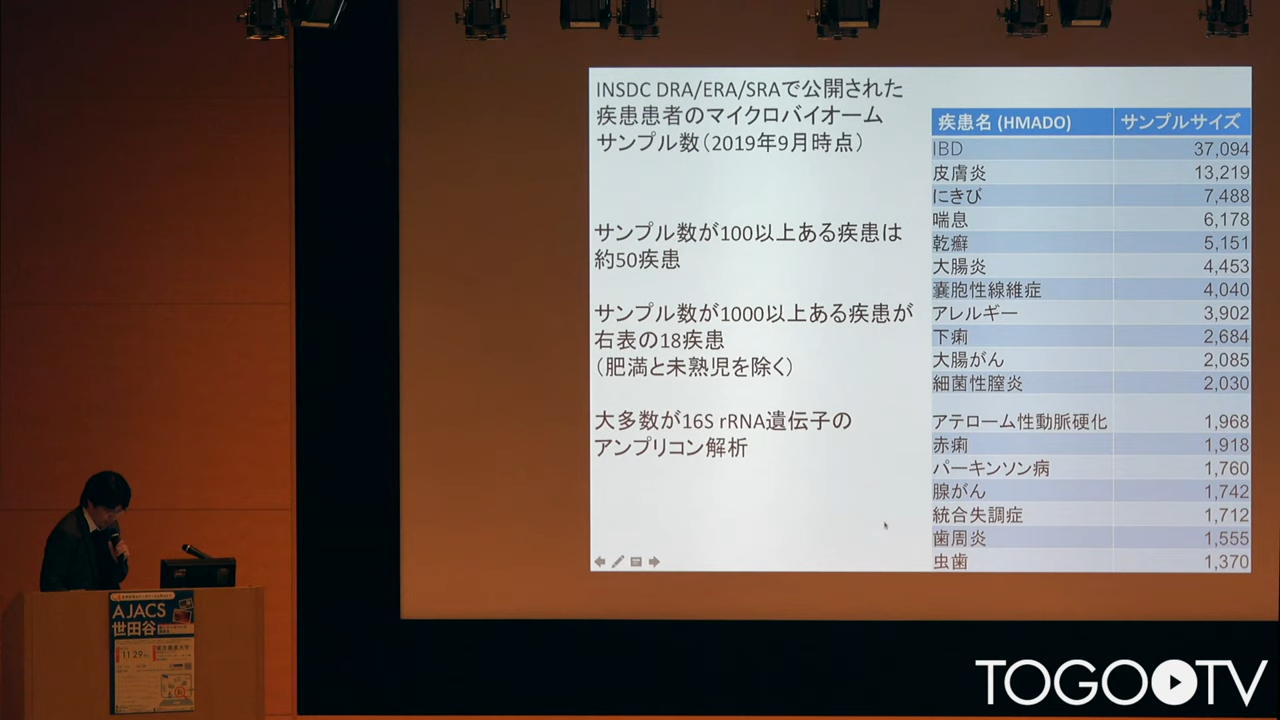 INSDC DRA/ERA/SRAで公開された
疾患患者のマイクロバイオーム
サンプル数（2019年9月時点）
サンプル数が100以上ある疾患は
約50疾患
サンプル数が1000以上ある疾患が
右表の18疾患
（肥満と未熟児を除く）
大多数が16S rRNA遺伝子の
アンプリコン解析
疾患名 (HMADO) サンプルサイズ
IBD 37,094
皮膚炎 13,219
にきび 7,488
喘息 6,178
乾癬 5,151
大腸炎 4,453
嚢胞性線維症 4,040
アレルギー 3,902
下痢 2,684
大腸がん 2,085
細菌性膣炎 2,030
アテローム性動脈硬化 1,968
赤痢 1,918
パーキンソン病 1,760
腺がん 1,742
統合失調症 1,712
歯周炎 1,555
虫歯 1,370
AJACS
世田谷
11 29
東京農業大学
TOGOTV